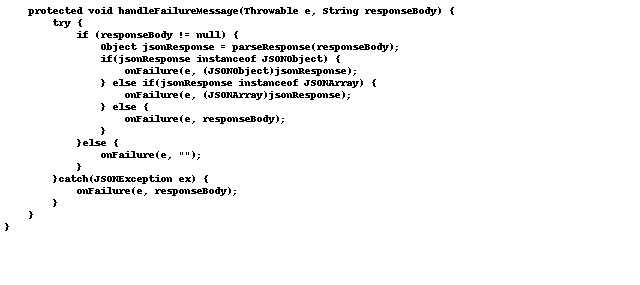 protected void handleFailureMessage(Throwable e, String responseBody) {
        try {
            if (responseBody != null) {
                Object jsonResponse = parseResponse(responseBody);
                if(jsonResponse instanceof JSONObject) {
                    onFailure(e, (JSONObject)jsonResponse);
                } else if(jsonResponse instanceof JSONArray) {
                    onFailure(e, (JSONArray)jsonResponse);
                } else {
                    onFailure(e, responseBody);
                }
            }else {
                onFailure(e, "");
            }
        }catch(JSONException ex) {
            onFailure(e, responseBody);
        }
    }
}